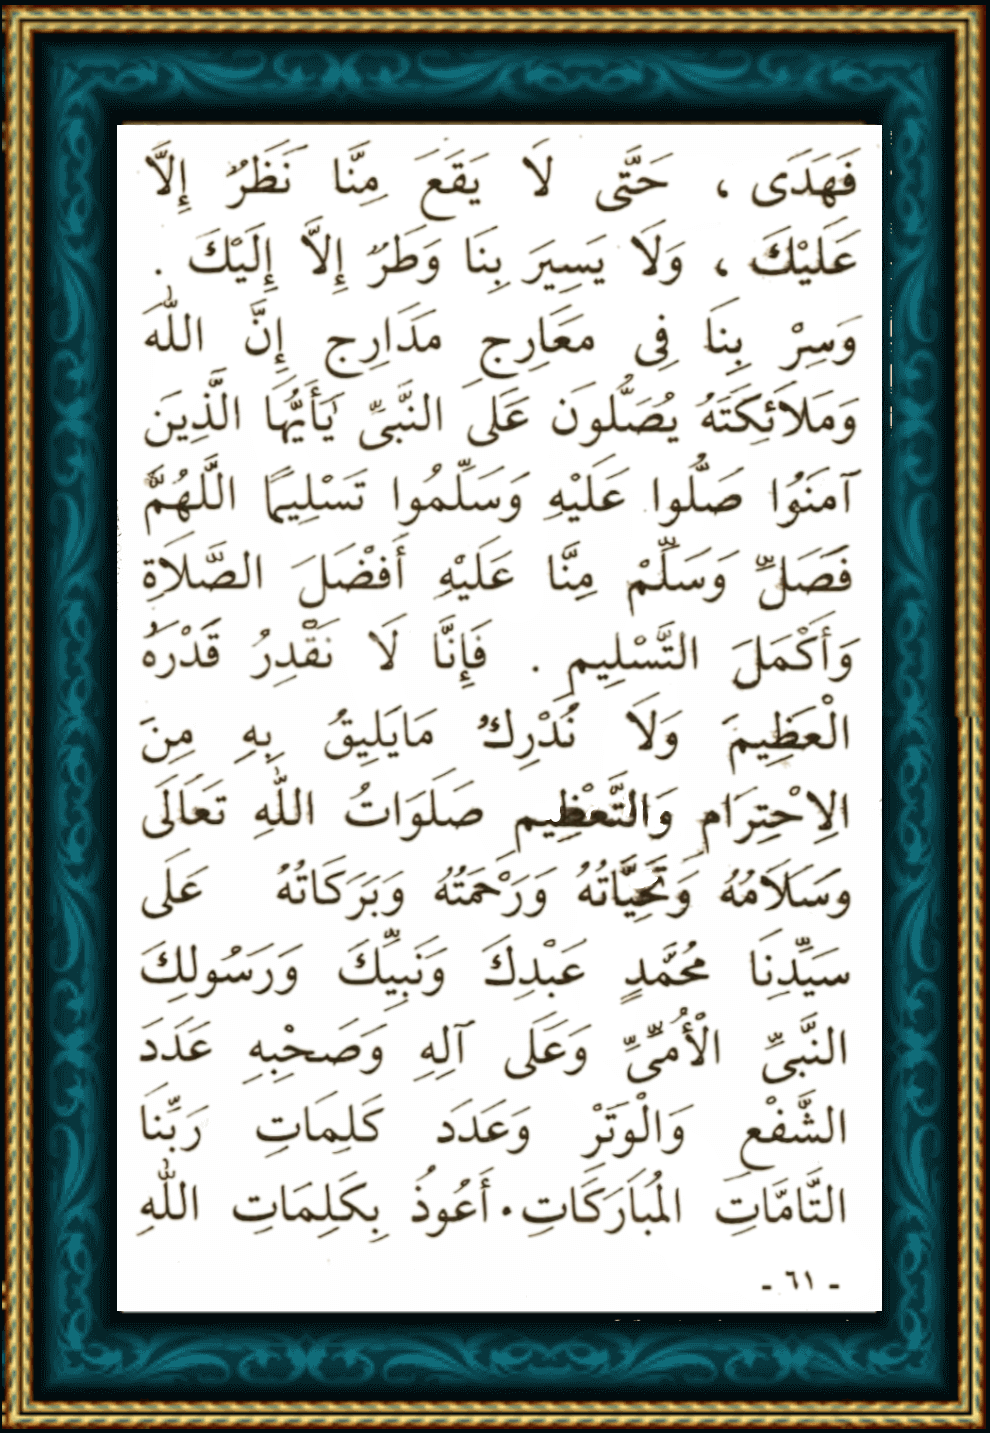 فَهَدَى ، حَتَّى لَا يَقَعَ مِنَّا نَظَرٌ إِلاَّ
عَلَيْكَ ، وَلَا يَسِيرَ بِنَا وَطَرٌ إِلاَّ إِلَيْكَ .
وَسِرْ بِنَا فِى مَعَارِجِ مَدَارِجِ إِنَّ اللَّهَ
وَمَلَائِكَتَهُ يُصَلُّونَ عَلَى النَّبِىِّ يَٰأَيُّهَا الَّذِينَ
آمَنُوا صَلُّوا عَلَيْهِ وَسَلِّمُوا تَسْلِيمًا اللَّهُمَّ
فَصَلِّ وَسَلِّمْ مِنَّا عَلَيْهِ أَفْضَلَ الصَّلَاةِ
وَأَكْمَلَ التَّسْلِيمِ . فَإِنَّا لَا نَقْدِرُ قَدْرَهُ
الْعَظِيمَ وَلَا نُدْرِكُ مَايَلِيقُ بِهِ مِنَ
الِاحْتِرَامِ وَالتَّعْظِيمِ صَلَوَاتُ اللَّهِ تَعَالَى
وَسَلَامُهُ وَتَحِيَّاتُهُ وَرَحْمَتُهُ وَبَرَكَاتُهُ عَلَى
سَيِّدِنَا مُحَمَّدٍ عَبْدِكَ وَنَبِيِّكَ وَرَسُولِكَ
النَّبِىِّ الْأُمِّىِّ وَعَلَى آلِهِ وَصَحْبِهِ عَدَدَ
الشَّفْعِ وَالْوَتْرِ وَعَدَدَ كَلِمَاتِ رَبِّنَا
التَّامَّاتِ الْمُبَارَكَاتِ . أَعُوذُ بِكَلِمَاتِ اللَّهِ
- ٦١ -